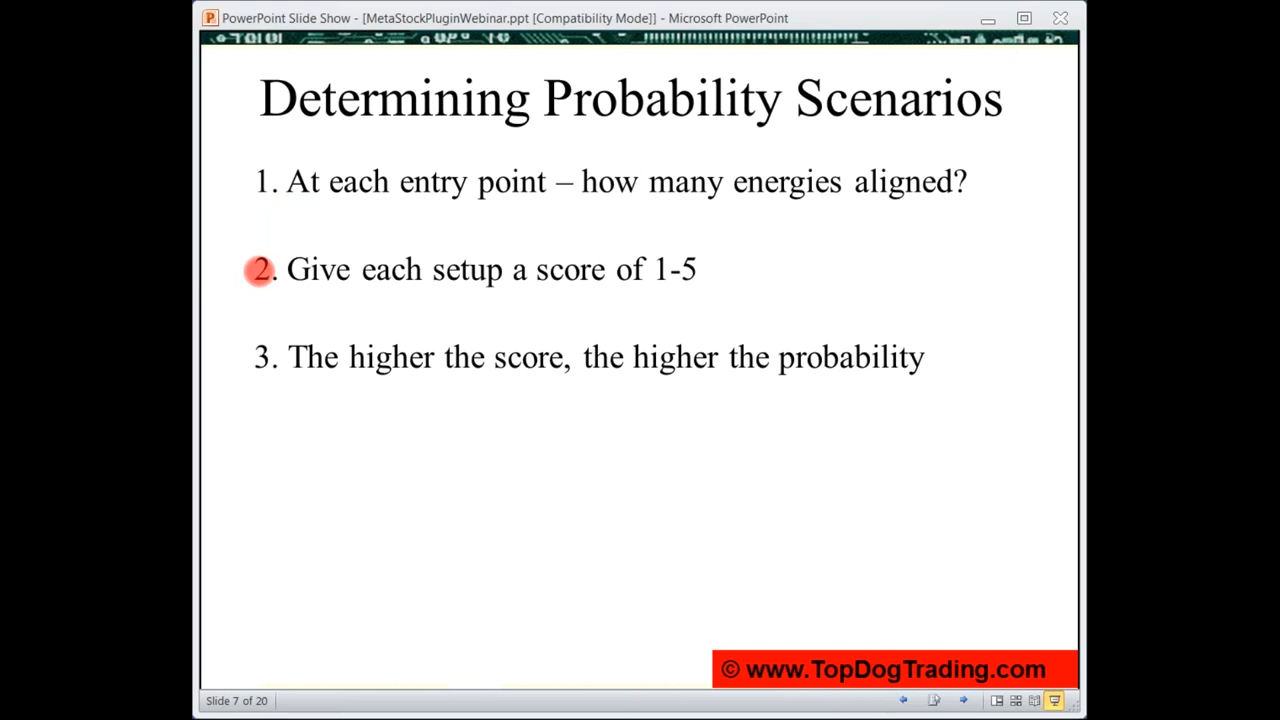 PowerPoint Slide Show - [MetaStockPluginWebinar.ppt [Compatibility Mode]] - Microsoft PowerPoint
Determining Probability Scenarios
1. At each entry point – how many energies aligned?
2. Give each setup a score of 1-5
3. The higher the score, the higher the probability
© www.TopDogTrading.com
Slide 7 of 20